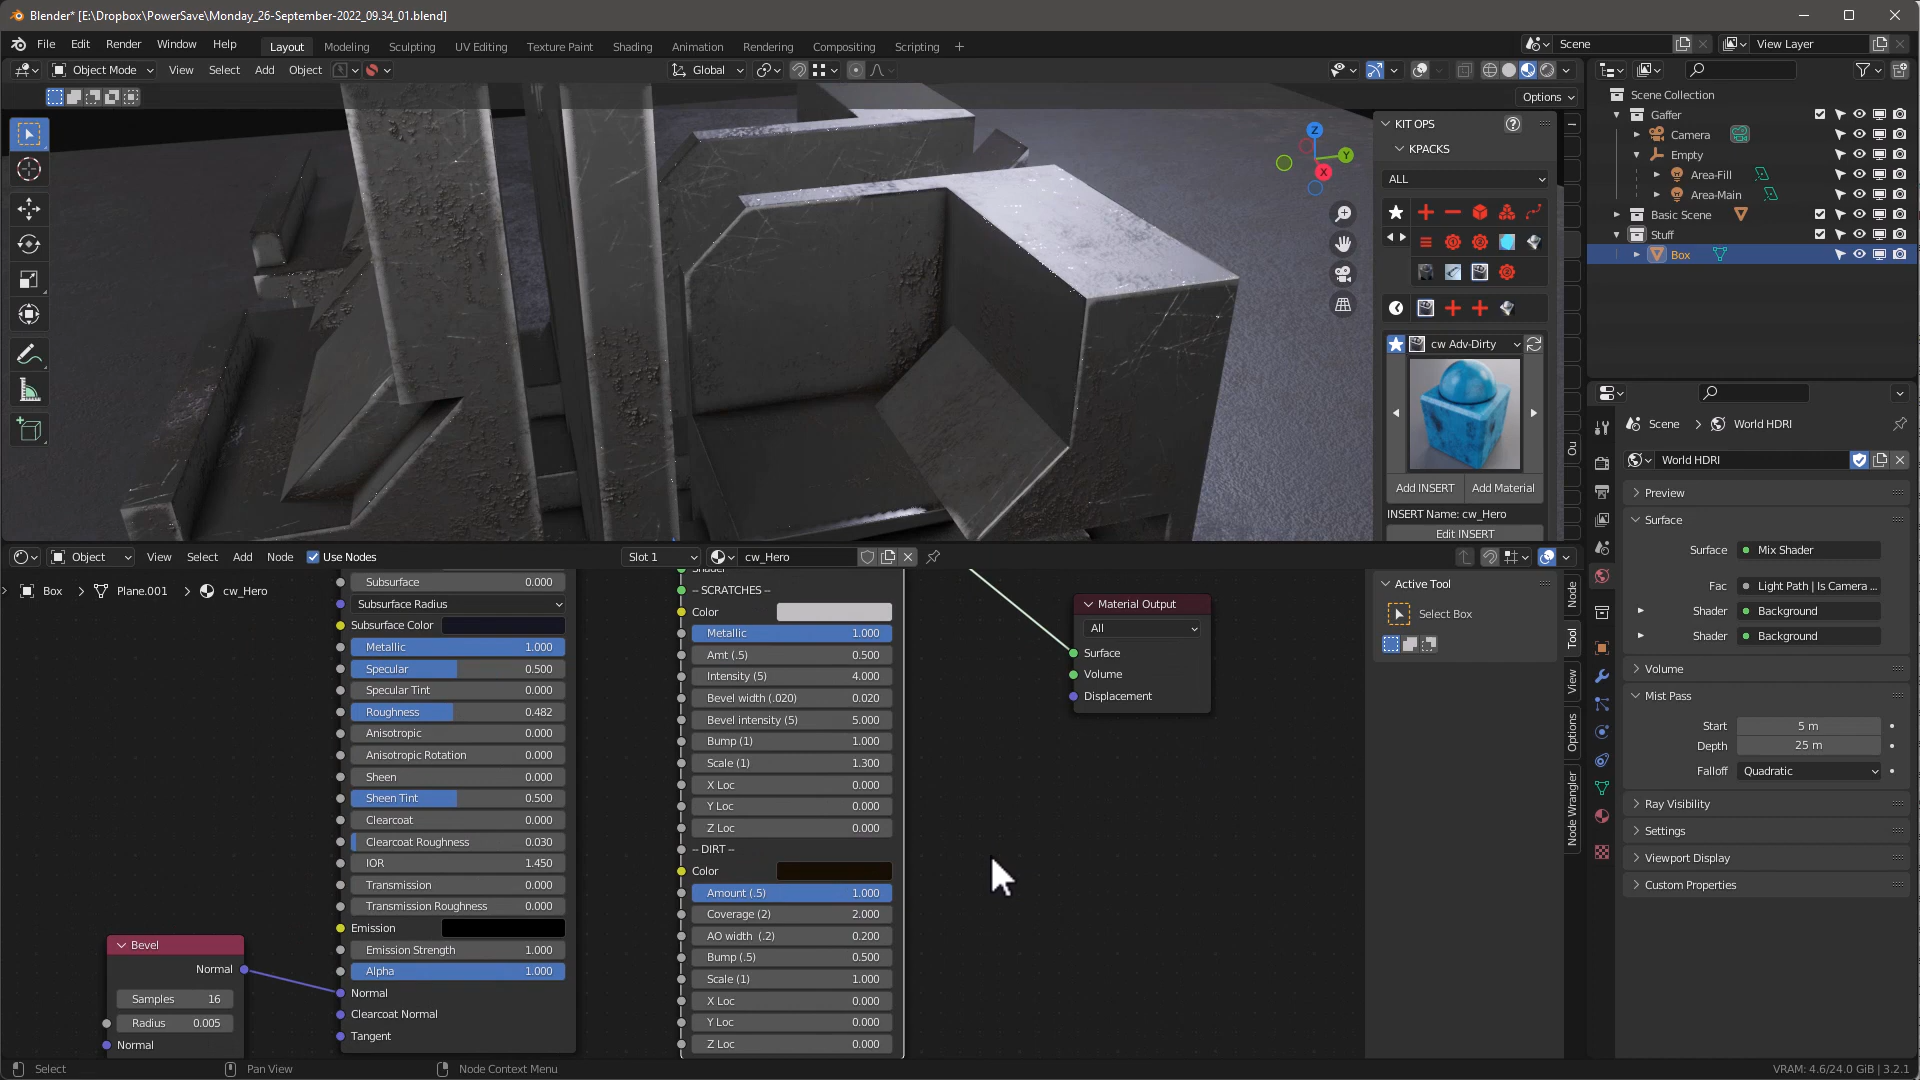 Blender* [E:\Dropbox\PowerSave\Monday_26-September-2022_09.34_01.blend]
File Edit Render Window Help Layout Modeling Sculpting UV Editing Texture Paint Shading Animation Rendering Compositing Scripting Scene View Layer
Object Mode View Select Add Object Global
Options
KIT OPS
KPACKS
ALL
cw Adv-Dirty
Add INSERT Add Material
INSERT Name: cw_Hero
Edit INSERT
Z
Y
X
Ou
Scene Collection
Gaffer
Camera
Empty
Area-Fill
Area-Main
Basic Scene
Stuff
Box
Scene World HDRI
World HDRI
Preview
Surface
Surface Mix Shader
Fac Light Path | Is Camera ...
Shader Background
Shader Background
Volume
Mist Pass
Start 5 m
Depth 25 m
Falloff Quadratic
Ray Visibility
Settings
Viewport Display
Custom Properties
Object View Select Add Node Use Nodes Slot 1 cw_Hero
Box Plane.001 cw_Hero
Subsurface 0.000
Subsurface Radius
Subsurface Color
Metallic 1.000
Specular 0.500
Specular Tint 0.000
Roughness 0.482
Anisotropic 0.000
Anisotropic Rotation 0.000
Sheen 0.000
Sheen Tint 0.500
Clearcoat 0.000
Clearcoat Roughness 0.030
IOR 1.450
Transmission 0.000
Transmission Roughness 0.000
Emission
Emission Strength 1.000
Alpha 1.000
Normal
Clearcoat Normal
Tangent
Bevel
Normal
Samples 16
Radius 0.005
Normal
Shader
-- SCRATCHES --
Color
Metallic 1.000
Amt (.5) 0.500
Intensity (5) 4.000
Bevel width (.020) 0.020
Bevel intensity (5) 5.000
Bump (1) 1.000
Scale (1) 1.300
X Loc 0.000
Y Loc 0.000
Z Loc 0.000
-- DIRT --
Color
Amount (.5) 1.000
Coverage (2) 2.000
AO width (.2) 0.200
Bump (.5) 0.500
Scale (1) 1.000
X Loc 0.000
Y Loc 0.000
Z Loc 0.000
Material Output
All
Surface
Volume
Displacement
Active Tool
Select Box
Node
Tool
View
Options
Node Wrangler
Select Pan View Node Context Menu VRAM: 4.6/24.0 GiB | 3.2.1